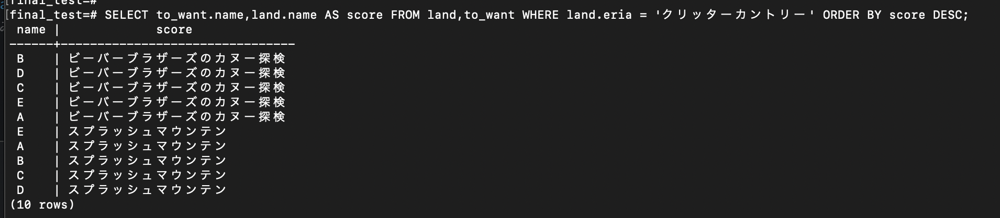 [final_test=#
[final_test=# SELECT to_want.name,land.name AS score FROM land,to_want WHERE land.eria = 'クリッターカントリー' ORDER BY score DESC;
 name |             score
------+--------------------------------
 B    | ビーバーブラザーズのカヌー探検
 D    | ビーバーブラザーズのカヌー探検
 C    | ビーバーブラザーズのカヌー探検
 E    | ビーバーブラザーズのカヌー探検
 A    | ビーバーブラザーズのカヌー探検
 E    | スプラッシュマウンテン
 A    | スプラッシュマウンテン
 B    | スプラッシュマウンテン
 C    | スプラッシュマウンテン
 D    | スプラッシュマウンテン
(10 rows)